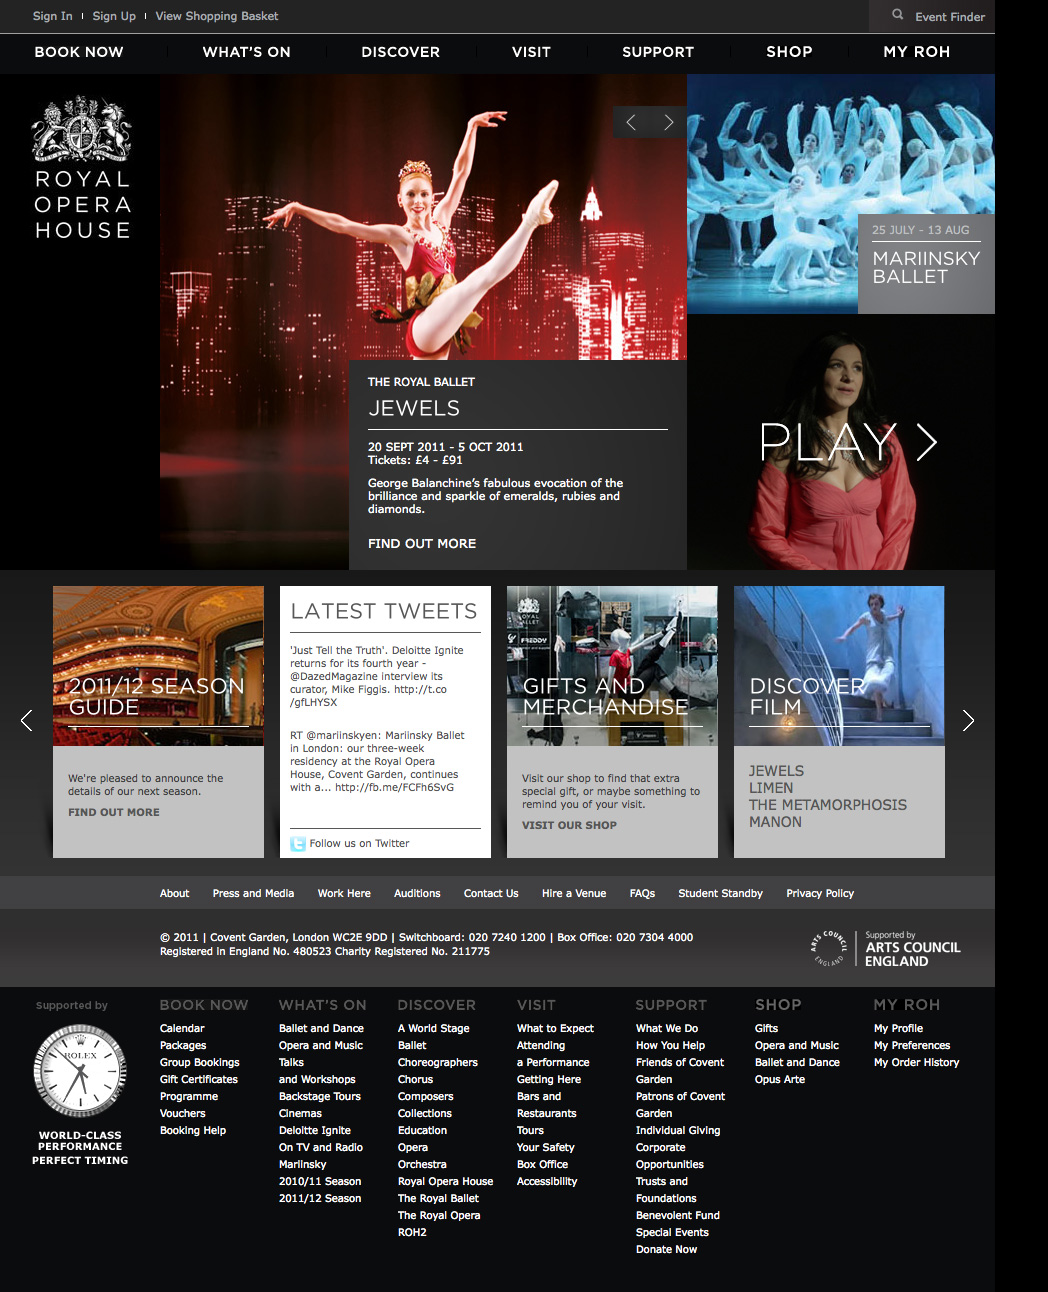 Sign In
Sign Up
View Shopping Basket
Event Finder
BOOK NOW
WHAT'S ON
DISCOVER
VISIT
SUPPORT
SHOP
MY ROH
ROYAL
OPERA
HOUSE
25 JULY - 13 AUG
MARIINSKY
BALLET
THE ROYAL BALLET
JEWELS
20 SEPT 2011 - 5 OCT 2011
Tickets: £4 - £91
George Balanchine's fabulous evocation of the
brilliance and sparkle of emeralds, rubies and
diamonds.
FIND OUT MORE
PLAY
2011/12 SEASON
GUIDE
We're pleased to announce the
details of our next season.
FIND OUT MORE
LATEST TWEETS
'Just Tell the Truth'. Deloitte Ignite
returns for its fourth year -
@DazedMagazine interview its
curator, Mike Figgis. http://t.co
/gfLHYSX
RT @mariinskyen: Mariinsky Ballet
in London: our three-week
residency at the Royal Opera
House, Covent Garden, continues
with a... http://fb.me/FCFh6SvG
Follow us on Twitter
ROYAL
BALLET
FREDDY
GIFTS AND
MERCHANDISE
Visit our shop to find that extra
special gift, or maybe something to
remind you of your visit.
VISIT OUR SHOP
DISCOVER
FILM
JEWELS
LIMEN
THE METAMORPHOSIS
MANON
About
Press and Media
Work Here
Auditions
Contact Us
Hire a Venue
FAQs
Student Standby
Privacy Policy
© 2011 | Covent Garden, London WC2E 9DD | Switchboard: 020 7240 1200 | Box Office: 020 7304 4000
Registered in England No. 480523 Charity Registered No. 211775
ARTS COUNCIL
ENGLAND
Supported by
ARTS COUNCIL
ENGLAND
Supported by
ROLEX
WORLD-CLASS
PERFORMANCE
PERFECT TIMING
BOOK NOW
Calendar
Packages
Group Bookings
Gift Certificates
Programme
Vouchers
Booking Help
WHAT'S ON
Ballet and Dance
Opera and Music
Talks
and Workshops
Backstage Tours
Cinemas
Deloitte Ignite
On TV and Radio
Mariinsky
2010/11 Season
2011/12 Season
DISCOVER
A World Stage
Ballet
Choreographers
Chorus
Composers
Collections
Education
Opera
Orchestra
Royal Opera House
The Royal Ballet
The Royal Opera
ROH2
VISIT
What to Expect
Attending
a Performance
Getting Here
Bars and
Restaurants
Tours
Your Safety
Box Office
Accessibility
SUPPORT
What We Do
How You Help
Friends of Covent
Garden
Patrons of Covent
Garden
Individual Giving
Corporate
Opportunities
Trusts and
Foundations
Benevolent Fund
Special Events
Donate Now
SHOP
Gifts
Opera and Music
Ballet and Dance
Opus Arte
MY ROH
My Profile
My Preferences
My Order History